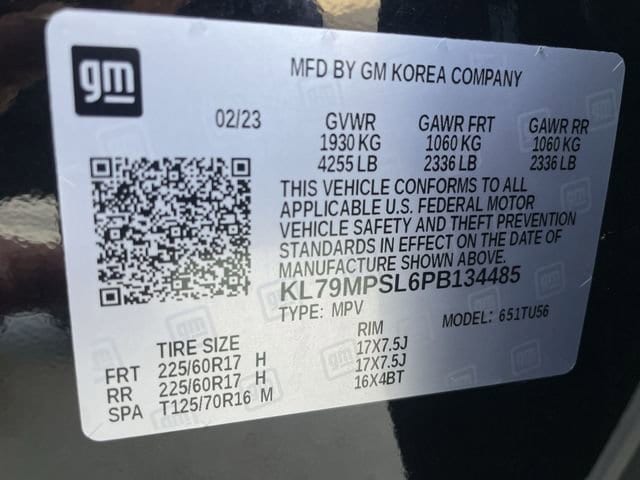 gm
MFD BY GM KOREA COMPANY
02/23 GVWR GAWR FRT GAWR RR
1930 KG 1060 KG 1060 KG
4255 LB 2336 LB 2336 LB
THIS VEHICLE CONFORMS TO ALL
APPLICABLE U.S. FEDERAL MOTOR
VEHICLE SAFETY AND THEFT PREVENTION
STANDARDS IN EFFECT ON THE DATE OF
MANUFACTURE SHOWN ABOVE.
KL79MPSL6PB134485
TYPE: MPV MODEL: 651TU56
TIRE SIZE RIM
FRT 225/60R17 H 17X7.5J
RR 225/60R17 H 17X7.5J
SPA T125/70R16 M 16X4BT